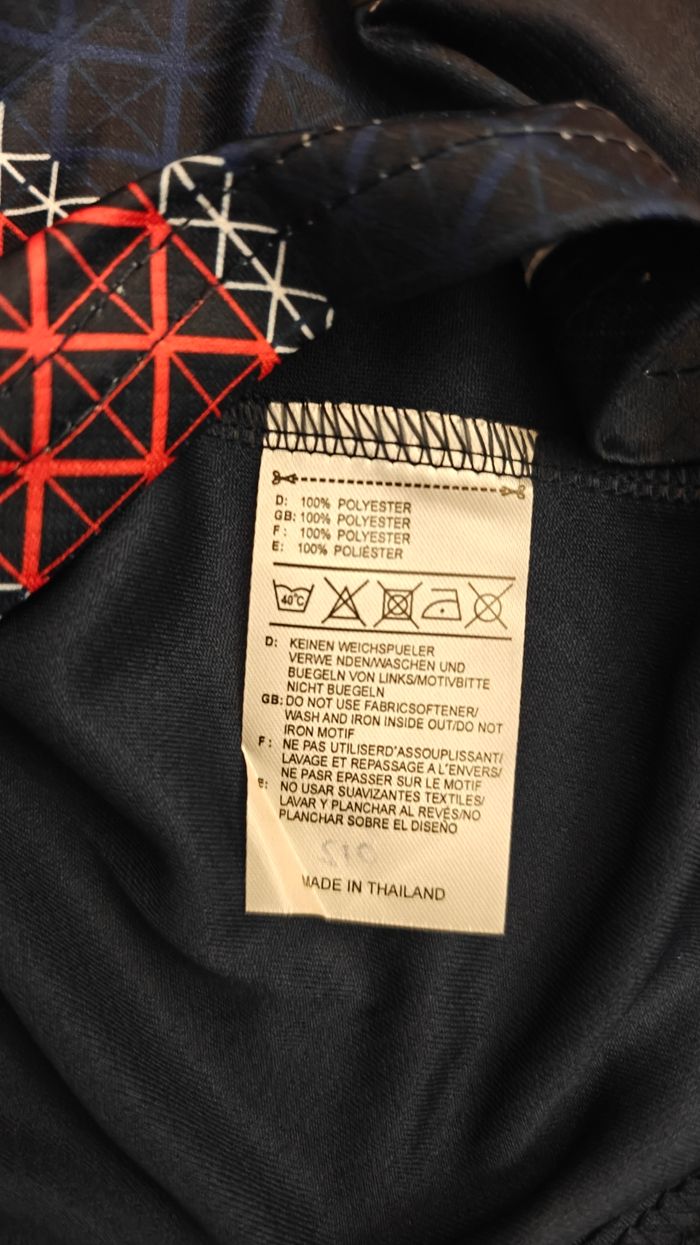 D: 100% POLYESTER
GB: 100% POLYESTER
F: 100% POLYESTER
E: 100% POLIÉSTER
40°C
D: KEINEN WEICHSPUELER
VERWE NDEN/WASCHEN UND
BUEGELN VON LINKS/MOTIVBITTE
NICHT BUEGELN
GB: DO NOT USE FABRICSOFTENER/
WASH AND IRON INSIDE OUT/DO NOT
IRON MOTIF
F: NE PAS UTILISERD'ASSOUPLISSANT/
LAVAGE ET REPASSAGE A L'ENVERS/
NE PASR EPASSER SUR LE MOTIF
E: NO USAR SUAVIZANTES TEXTILES/
LAVAR Y PLANCHAR AL REVÉS/NO
PLANCHAR SOBRE EL DISEÑO
MADE IN THAILAND